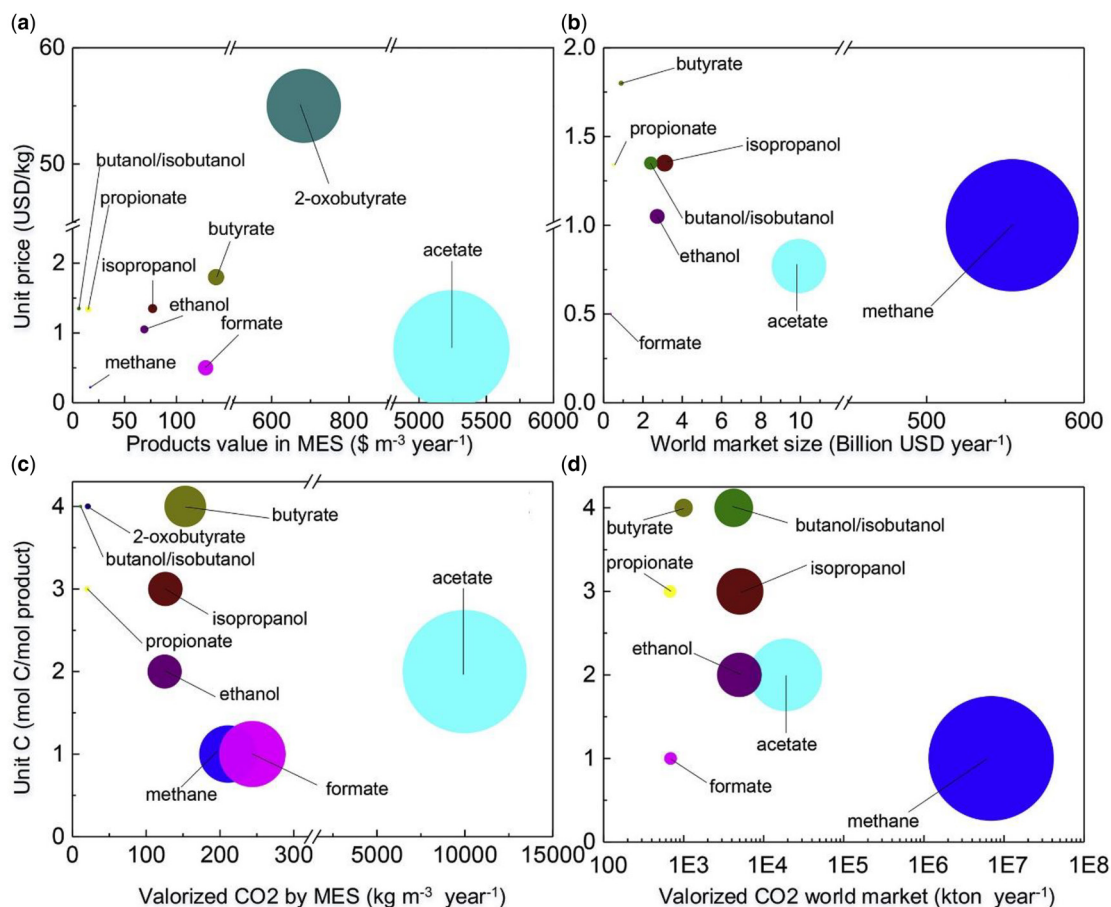 (a)
60
50
2
1
0
Unit price (USD/kg)
butanol/isobutanol
propionate
2-oxobutyrate
butyrate
isopropanol
ethanol
formate
methane
acetate
0 50 100 600 800 5000 5500 6000
Products value in MES ($ m⁻³ year⁻¹)
(b)
2.0
1.5
1.0
0.5
0.0
butyrate
propionate
isopropanol
butanol/isobutanol
ethanol
acetate
methane
formate
0 2 4 6 8 10 12 500 600
World market size (Billion USD year⁻¹)
(c)
4
3
2
1
0
Unit C (mol C/mol product)
butyrate
2-oxobutyrate
butanol/isobutanol
acetate
isopropanol
propionate
ethanol
methane
formate
0 100 200 300 5000 10000 15000
Valorized CO2 by MES (kg m⁻³ year⁻¹)
(d)
4
3
2
1
0
butyrate
butanol/isobutanol
propionate
isopropanol
ethanol
acetate
formate
methane
100 1E3 1E4 1E5 1E6 1E7 1E8
Valorized CO2 world market (kton year⁻¹)